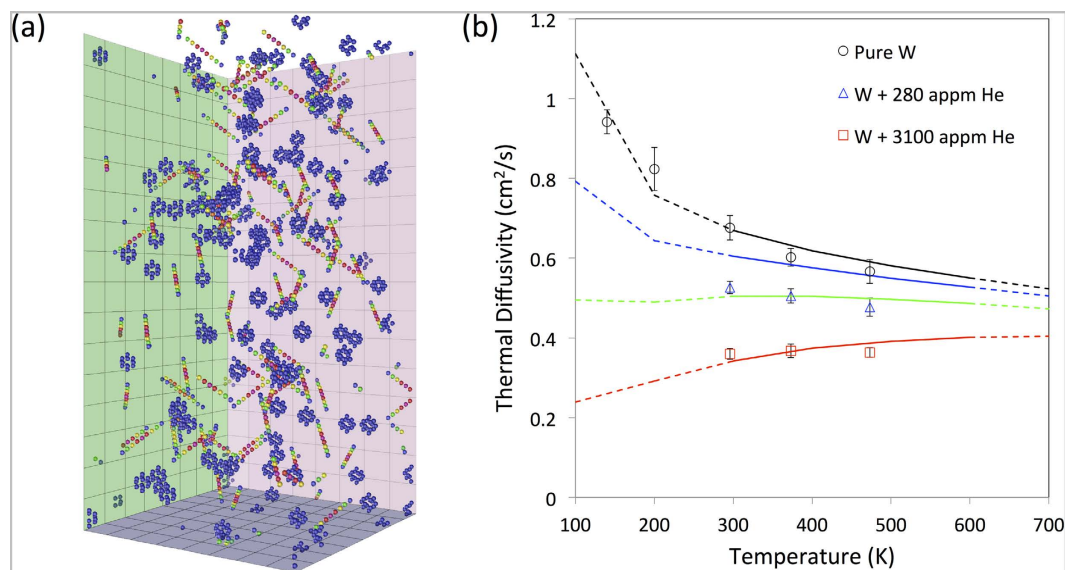 (a)
(b)
1.2
1
0.8
0.6
0.4
0.2
0
Thermal Diffusivity (cm²/s)
Pure W
W + 280 appm He
W + 3100 appm He
100 200 300 400 500 600 700
Temperature (K)